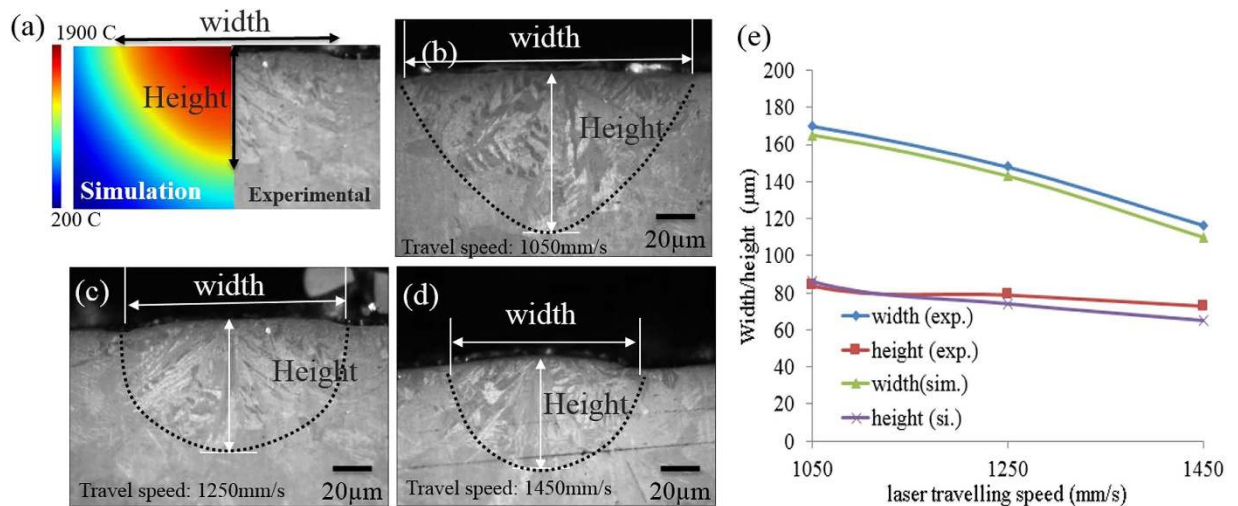 (a)
width
1900 C
Height
Simulation
Experimental
200 C
(b)
width
Height
20µm
Travel speed: 1050mm/s
(c)
width
Height
20µm
Travel speed: 1250mm/s
(d)
width
Height
20µm
Travel speed: 1450mm/s
(e)
Width/height (µm)
200
180
160
140
120
100
80
60
40
20
0
width (exp.)
height (exp.)
width(sim.)
height (si.)
1050
1250
1450
laser travelling speed (mm/s)